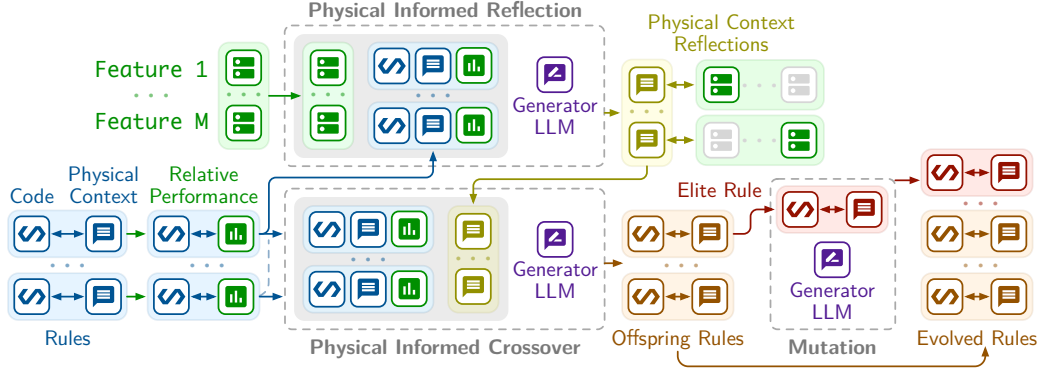 Physical Informed Reflection
Physical Context
Reflections
Feature 1
Feature M
Generator
LLM
Code
Physical
Context
Relative
Performance
Elite Rule
Generator
LLM
Generator
LLM
Rules
Physical Informed Crossover
Offspring Rules
Mutation
Evolved Rules